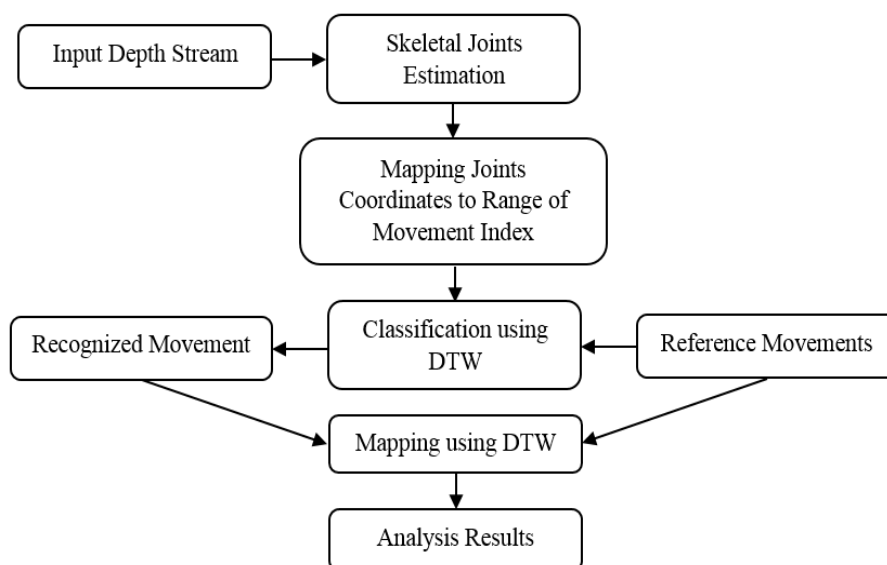 Input Depth Stream
Skeletal Joints
Estimation
Mapping Joints
Coordinates to Range of
Movement Index
Recognized Movement
Classification using
DTW
Reference Movements
Mapping using DTW
Analysis Results